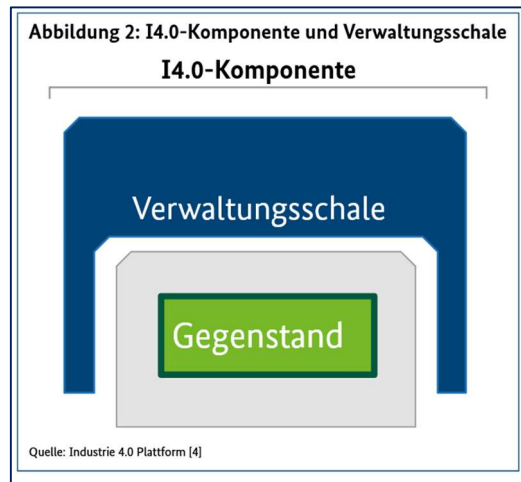 Abbildung 2: I4.0-Komponente und Verwaltungsschale
I4.0-Komponente
Verwaltungsschale
Gegenstand
Quelle: Industrie 4.0 Plattform [4]